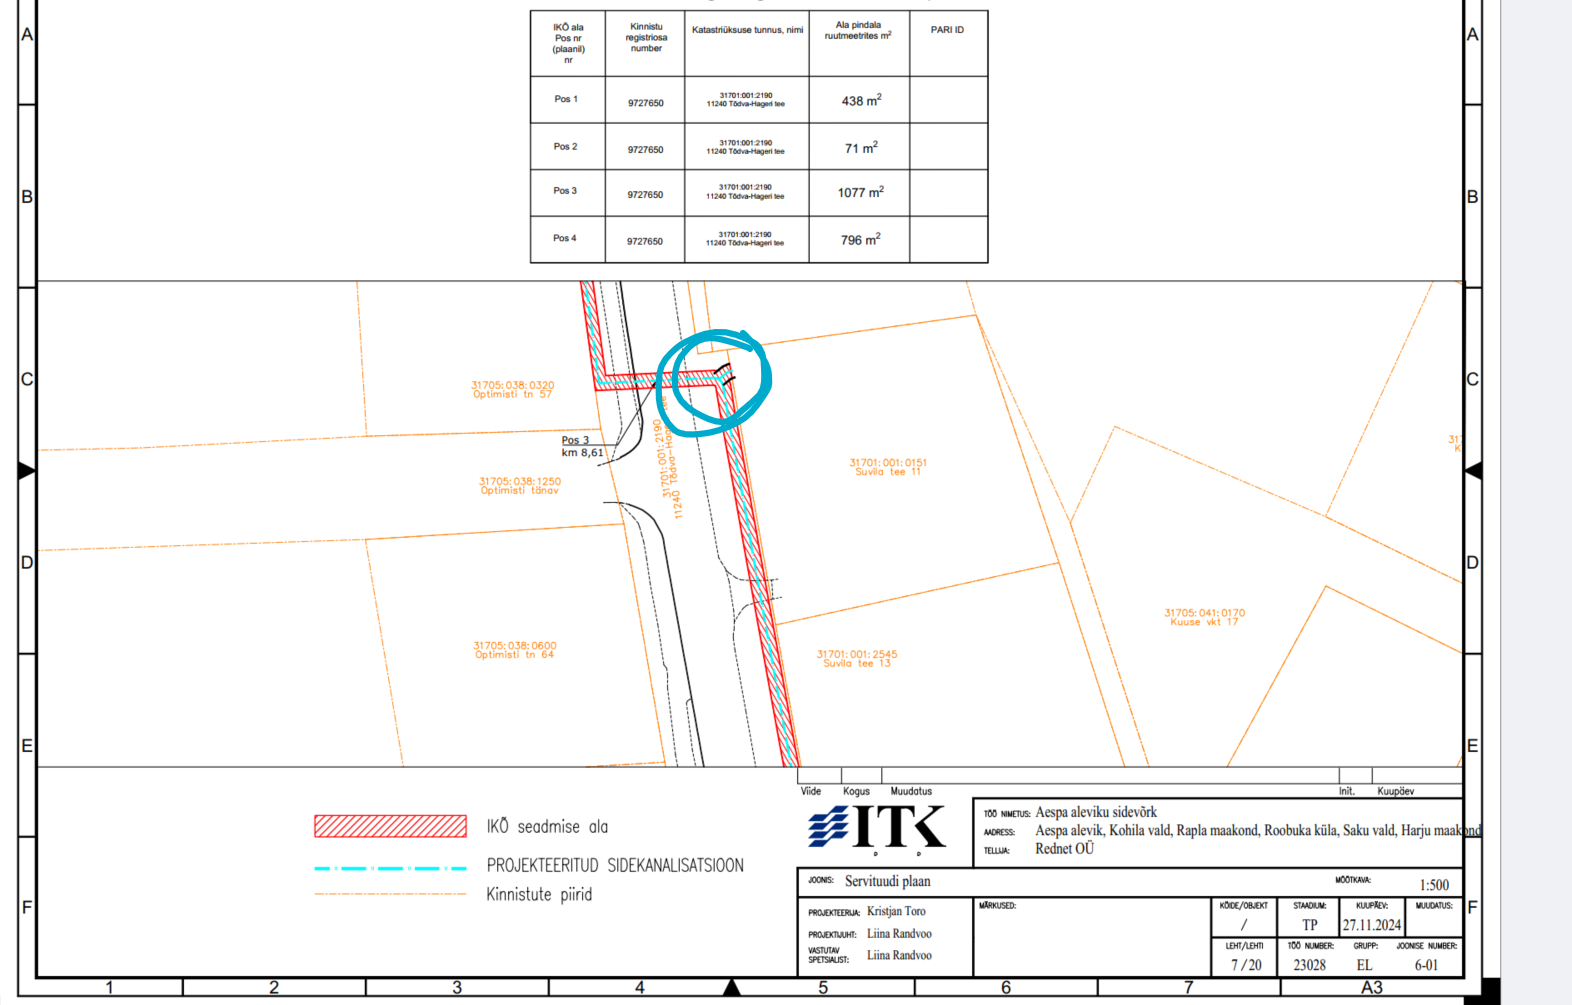 A
A
IKÕ ala
Pos nr
(plaanil)
nr
Kinnistu
registriosa
number
Katastriüksuse tunnus, nimi
Ala pindala
ruutmeetrites m²
PARI ID
Pos 1
9727650
31701:001:2190
11240 Tõdva-Hageri tee
438 m²
Pos 2
9727650
31701:001:2190
11240 Tõdva-Hageri tee
71 m²
B
B
Pos 3
9727650
31701:001:2190
11240 Tõdva-Hageri tee
1077 m²
Pos 4
9727650
31701:001:2190
11240 Tõdva-Hageri tee
796 m²
C
C
31705:038:0320
Optimisti tn 57
Pos 3
km 8,61
31701:001:2190
11240 Tõdva-Hageri tee
31701:001:0151
Suvila tee 11
31705:038:1250
Optimisti tänav
D
D
31705:041:0170
Kuuse vkt 17
31705:038:0600
Optimisti tn 64
31701:001:2545
Suvila tee 13
E
E
Viide
Kogus
Muudatus
Init.
Kuupäev
IKÕ seadmise ala
PROJEKTEERITUD SIDEKANALISATSIOON
Kinnistute piirid
ITK
TÖÖ NIMETUS: Aespa aleviku sidevõrk
AADRESS: Aespa alevik, Kohila vald, Rapla maakond, Roobuka küla, Saku vald, Harju maakond
TELLIJA: Rednet OÜ
JOONIS: Servituudi plaan
MÕÕTKAVA: 1:500
PROJEKTEERIJA: Kristjan Toro
PROJEKTIJUHT: Liina Randvoo
VASTUTAV
SPETSIALIST: Liina Randvoo
MÄRKUSED:
KÖIDE/OBJEKT
/
STAADIUM:
TP
KUUPÄEV:
27.11.2024
MUUDATUS:
LEHT/LEHTI
7 / 20
TÖÖ NUMBER:
23028
GRUPP:
EL
JOONISE NUMBER:
6-01
F
F
1
2
3
4
5
6
7
A3